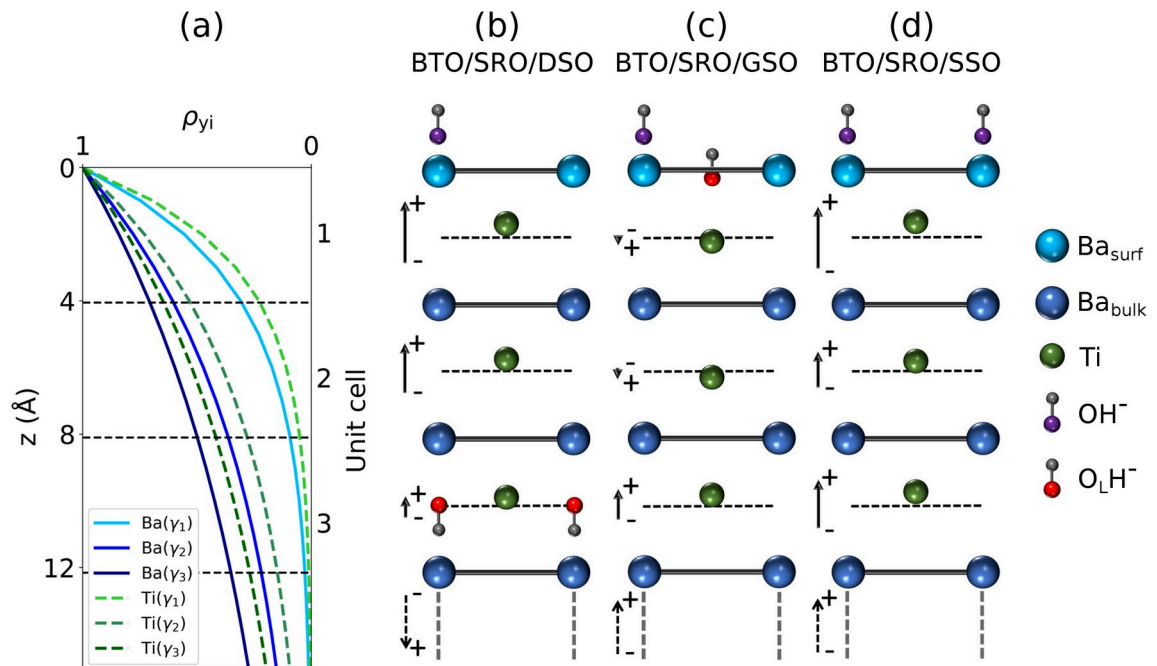 (a)
(b)
(c)
(d)
BTO/SRO/DSO
BTO/SRO/GSO
BTO/SRO/SSO
ρyi
1
0
0
4
8
12
z (Å)
1
2
3
Unit cell
Ba(γ1)
Ba(γ2)
Ba(γ3)
Ti(γ1)
Ti(γ2)
Ti(γ3)
+
-
+
-
+
-
-
+
-
+
-
+
+
-
+
-
+
-
+
-
+
-
+
-
Basurf
Babulk
Ti
OH-
OLH-